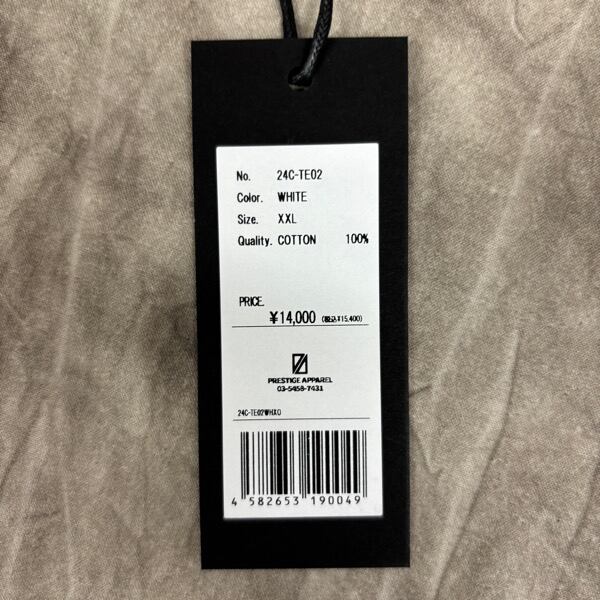 No. 24C-TE02
Color. WHITE
Size. XXL
Quality. COTTON 100%
PRICE.
¥14,000 (税込¥15,400)
PRESTIGE APPAREL
03-5458-7431
24C-TE02WHXO
4 582653 190049